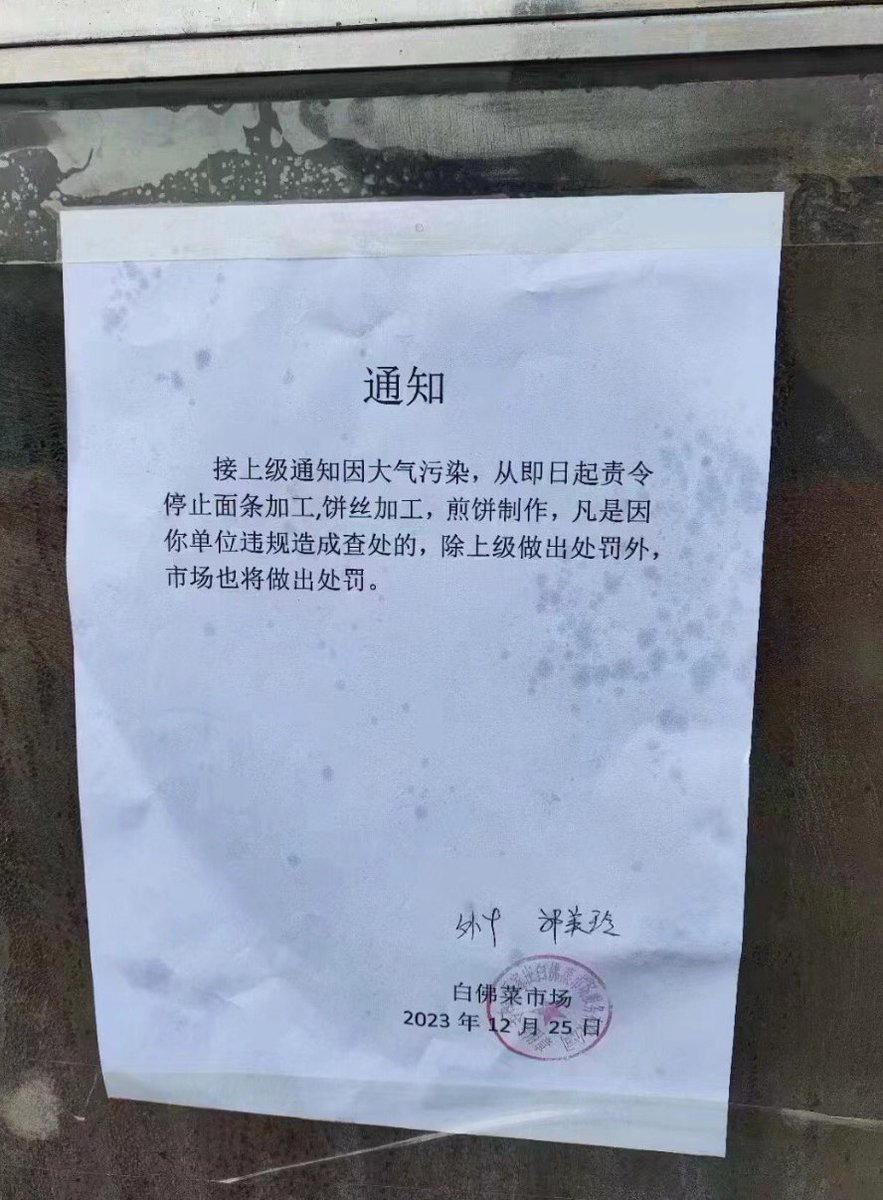 通知
接上级通知因大气污染，从即日起责令
停止面条加工,饼丝加工，煎饼制作，凡是因
你单位违规造成查处的，除上级做出处罚外，
市场也将做出处罚。
美玲
白佛菜市场
2023 年 12 月 25 日